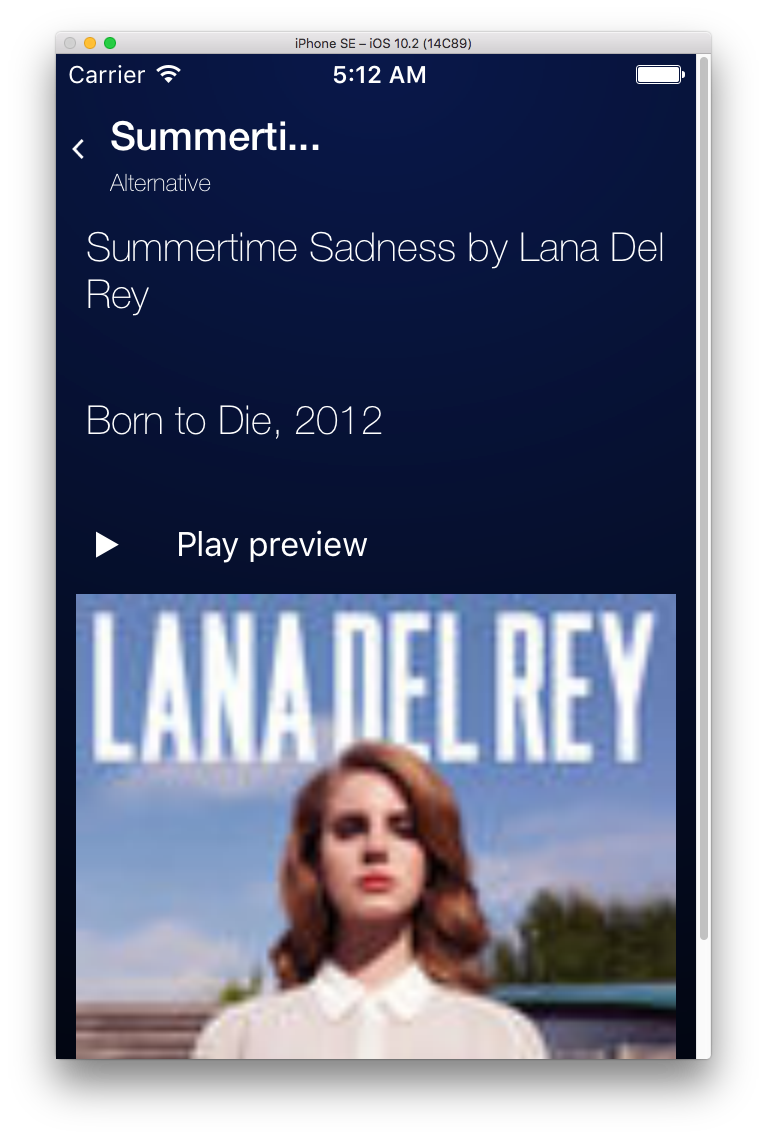 iPhone SE – iOS 10.2 (14C89)
Carrier 5:12 AM
Summerti...
Alternative
Summertime Sadness by Lana Del
Rey
Born to Die, 2012
Play preview
LANA DEL REY